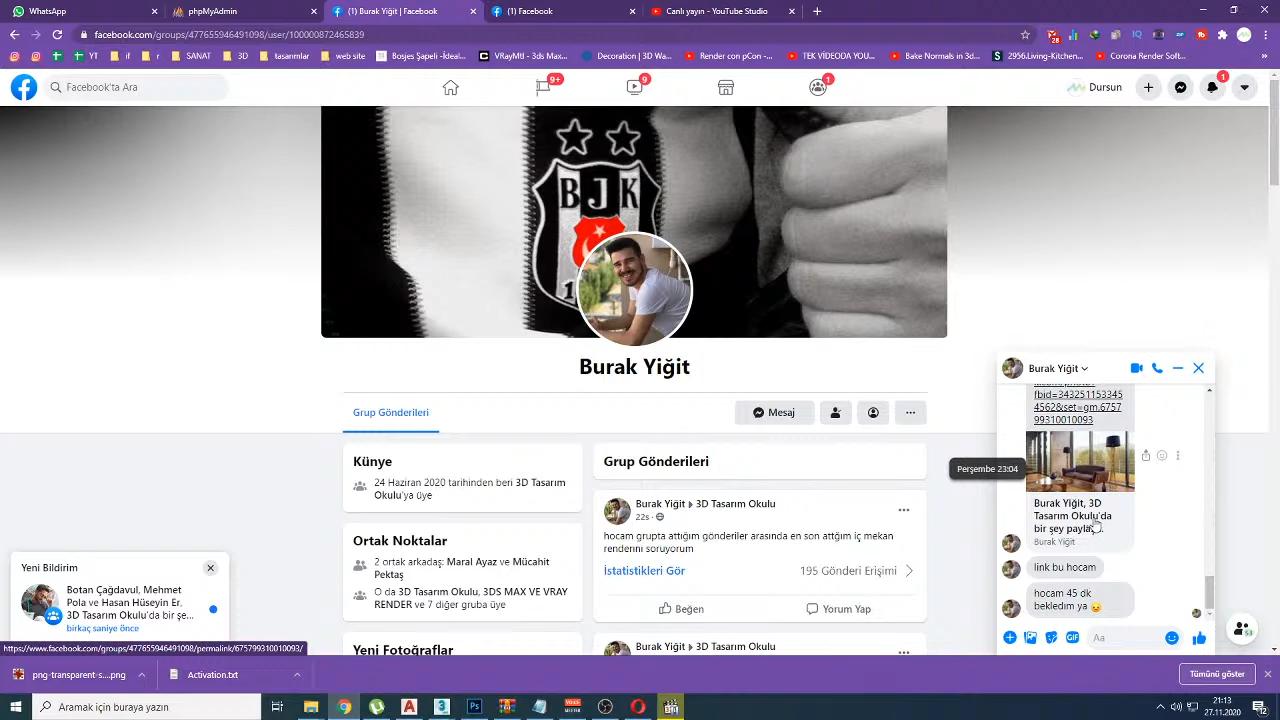 WhatsApp
phpMyAdmin
(1) Burak Yiğit | Facebook
(1) Facebook
Canlı yayın - YouTube Studio
facebook.com/groups/477655946491098/user/100000872465839
YT
if
r
SANAT
3D
tasarımlar
web site
Bosjes Şapeli -İdeal...
VRayMtl - 3ds Max...
Decoration | 3D Wa...
Render con pCon -...
TEK VİDEODA YOU...
Bake Normals in 3d...
2956.Living-Kitchen...
Corona Render Soft...
Facebook'ta Ara
9+
9
1
Dursun
1
BJK
Burak Yiğit
Grup Gönderileri
Mesaj
Künye
24 Haziran 2020 tarihinden beri 3D Tasarım
Okulu'ya üye
Ortak Noktalar
2 ortak arkadaş: Maral Ayaz ve Mücahit
Pektaş
O da 3D Tasarım Okulu, 3DS MAX VE VRAY
RENDER ve 7 diğer gruba üye
Yeni Fotoğraflar
Grup Gönderileri
Burak Yiğit ▸ 3D Tasarım Okulu
22s ·
hocam grupta attığım gönderiler arasında en son attğım iç mekan
renderini soruyorum
İstatistikleri Gör
195 Gönderi Erişimi
Beğen
Yorum Yap
Burak Yiğit ▸ 3D Tasarım Okulu
Burak Yiğit
fbid=343251153345
4562&set=gm.6757
99310010093
Perşembe 23:04
Burak Yiğit, 3D
Tasarım Okulu'da
bir şey payla...
Burak Yiğit
link bu hocam
hocam 45 dk
bekledım ya
Aa
Yeni Bildirim
Botan Çağdavul, Mehmet
Pola ve Hasan Hüseyin Er,
3D Tasarım Okulu'da bir şe...
birkaç saniye önce
https://www.facebook.com/groups/477655946491098/permalink/675799310010093/
png-transparent-s....png
Activation.txt
Tümünü göster
Aramak için buraya yazın
21:13
27.11.2020